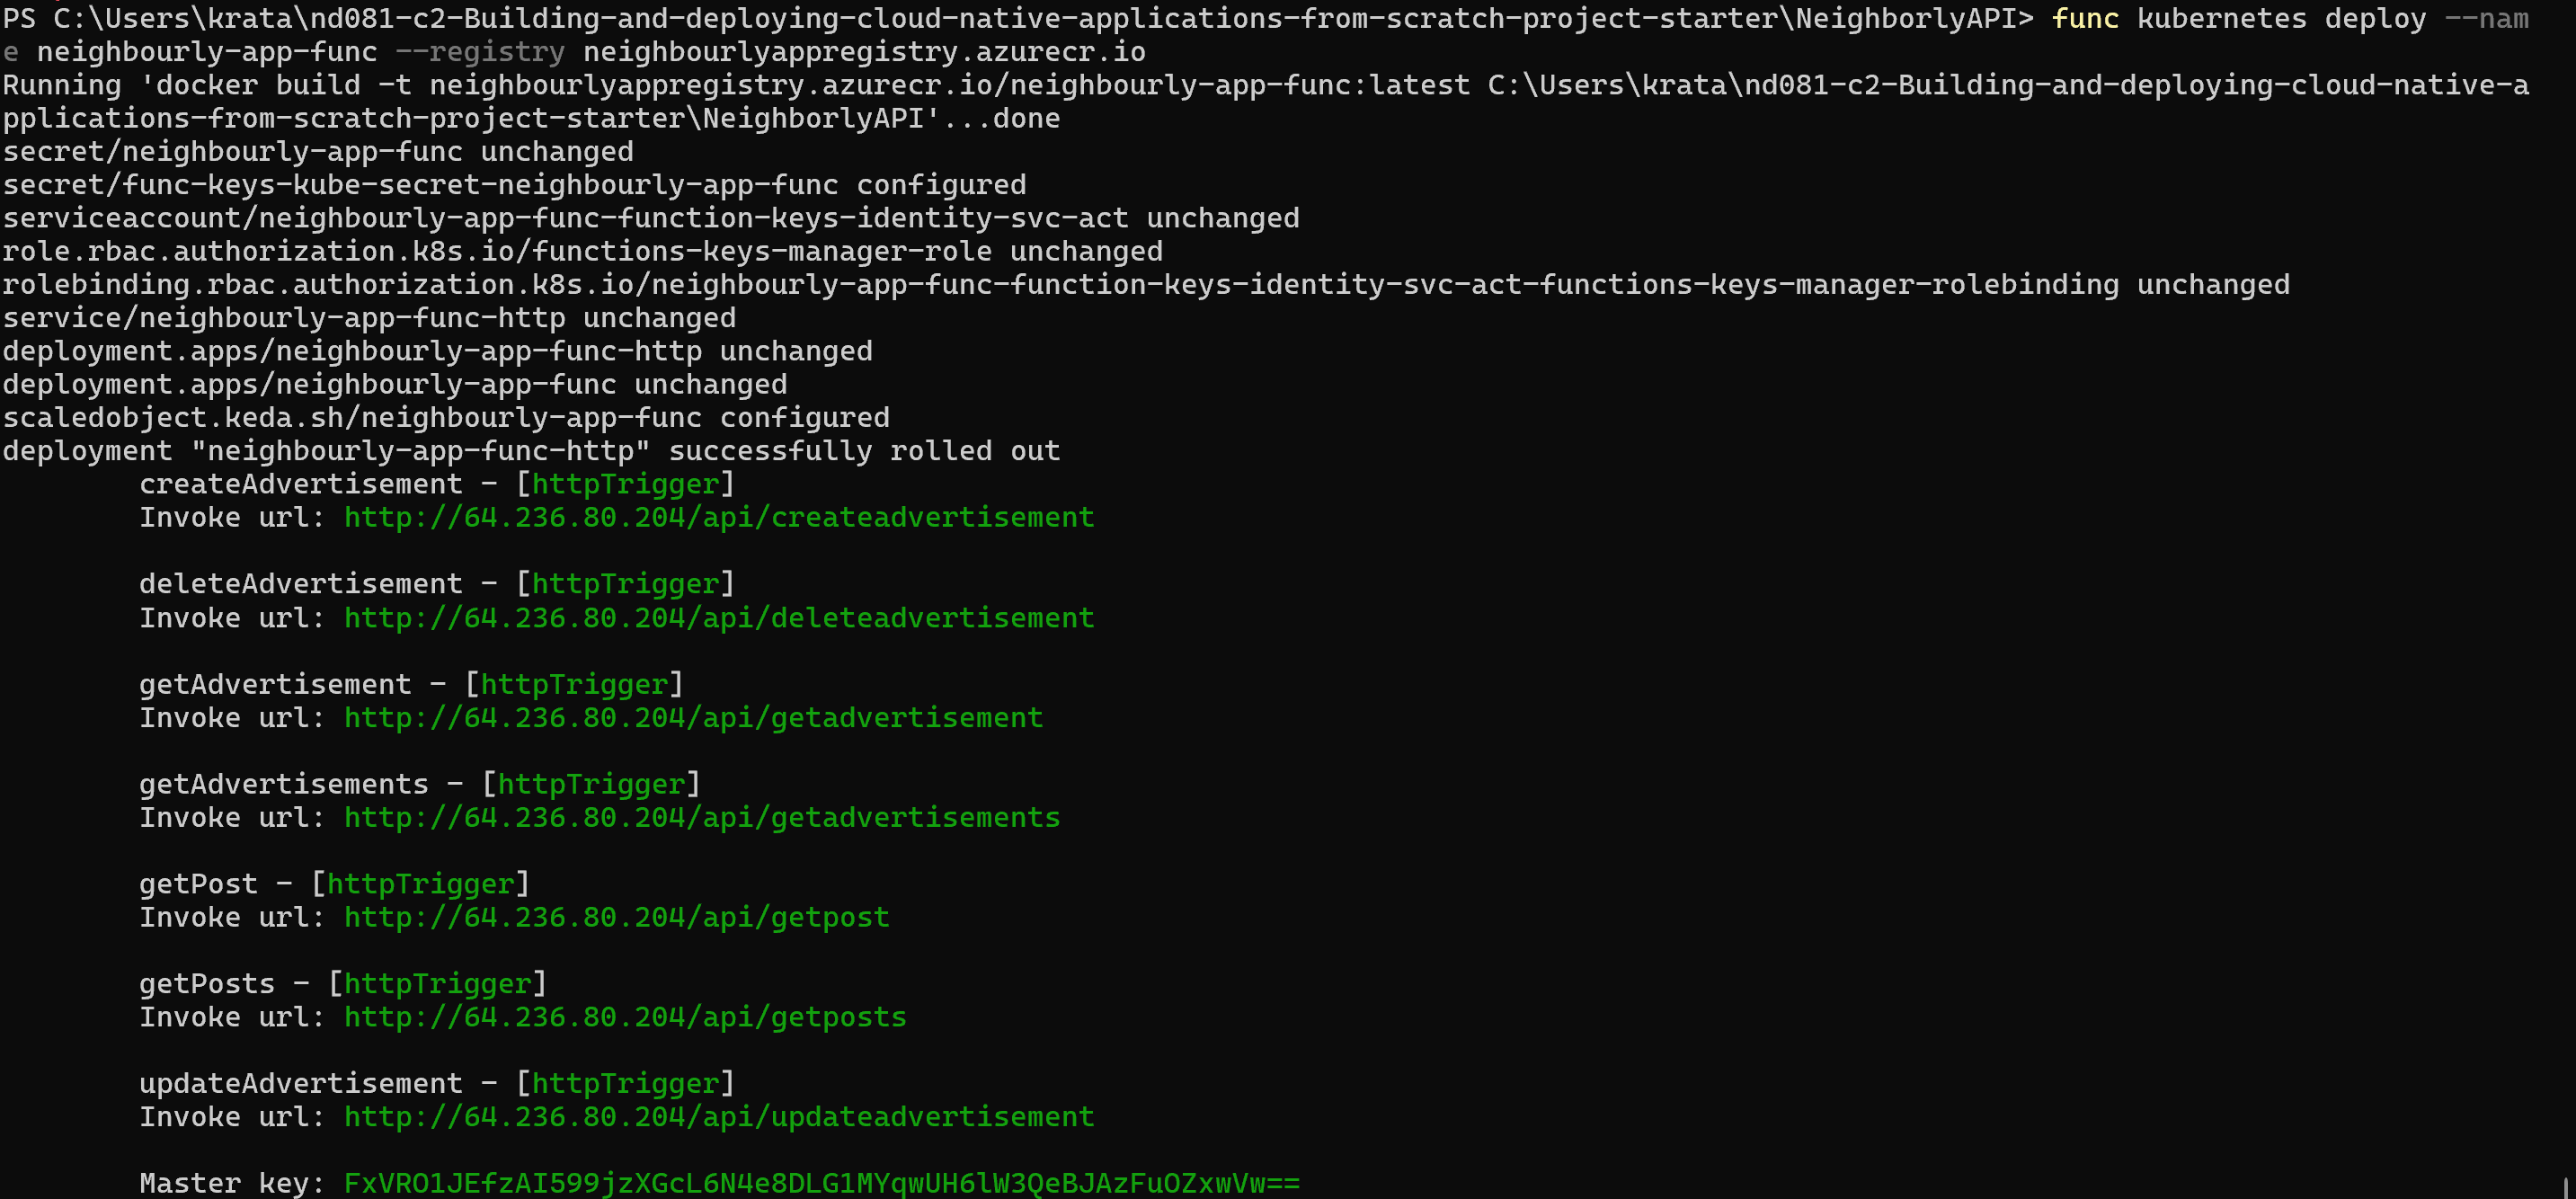 PS C:\Users\krata\nd081-c2-Building-and-deploying-cloud-native-applications-from-scratch-project-starter\NeighborlyAPI> func kubernetes deploy --nam
e neighbourly-app-func --registry neighbourlyappregistry.azurecr.io
Running 'docker build -t neighbourlyappregistry.azurecr.io/neighbourly-app-func:latest C:\Users\krata\nd081-c2-Building-and-deploying-cloud-native-a
pplications-from-scratch-project-starter\NeighborlyAPI'...done
secret/neighbourly-app-func unchanged
secret/func-keys-kube-secret-neighbourly-app-func configured
serviceaccount/neighbourly-app-func-function-keys-identity-svc-act unchanged
role.rbac.authorization.k8s.io/functions-keys-manager-role unchanged
rolebinding.rbac.authorization.k8s.io/neighbourly-app-func-function-keys-identity-svc-act-functions-keys-manager-rolebinding unchanged
service/neighbourly-app-func-http unchanged
deployment.apps/neighbourly-app-func-http unchanged
deployment.apps/neighbourly-app-func unchanged
scaledobject.keda.sh/neighbourly-app-func configured
deployment "neighbourly-app-func-http" successfully rolled out
createAdvertisement - [httpTrigger]
Invoke url: http://64.236.80.204/api/createadvertisement
deleteAdvertisement - [httpTrigger]
Invoke url: http://64.236.80.204/api/deleteadvertisement
getAdvertisement - [httpTrigger]
Invoke url: http://64.236.80.204/api/getadvertisement
getAdvertisements - [httpTrigger]
Invoke url: http://64.236.80.204/api/getadvertisements
getPost - [httpTrigger]
Invoke url: http://64.236.80.204/api/getpost
getPosts - [httpTrigger]
Invoke url: http://64.236.80.204/api/getposts
updateAdvertisement - [httpTrigger]
Invoke url: http://64.236.80.204/api/updateadvertisement
Master key: FxVRO1JEfzAI599jzXGcL6N4e8DLG1MYqwUH6lW3QeBJAzFuOZxwVw==